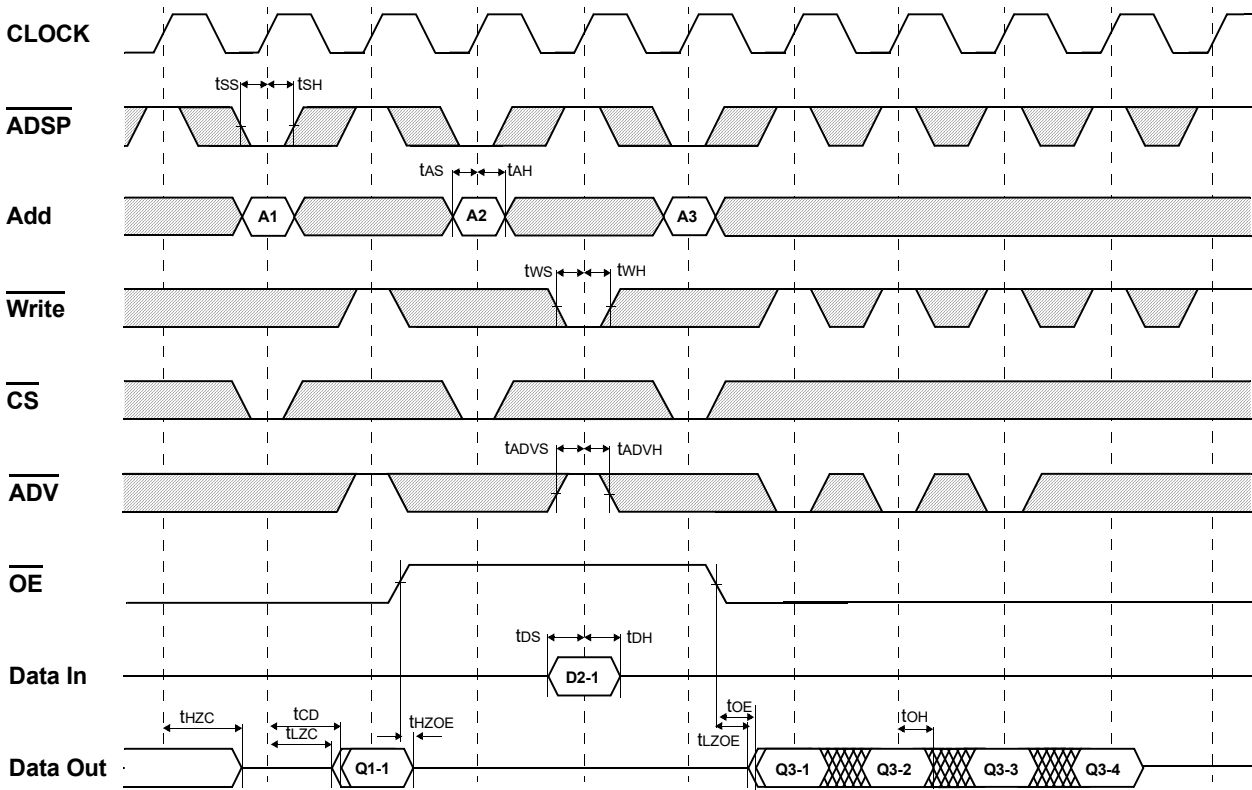 CLOCK
tSS tSH
ADSP
tAS tAH
Add A1 A2 A3
tWS tWH
Write
CS
tADVS tADVH
ADV
OE
tDS tDH
Data In D2-1
tHZC tCD tHZOE tOE tOH
tLZC tLZOE
Data Out Q1-1 Q3-1 Q3-2 Q3-3 Q3-4